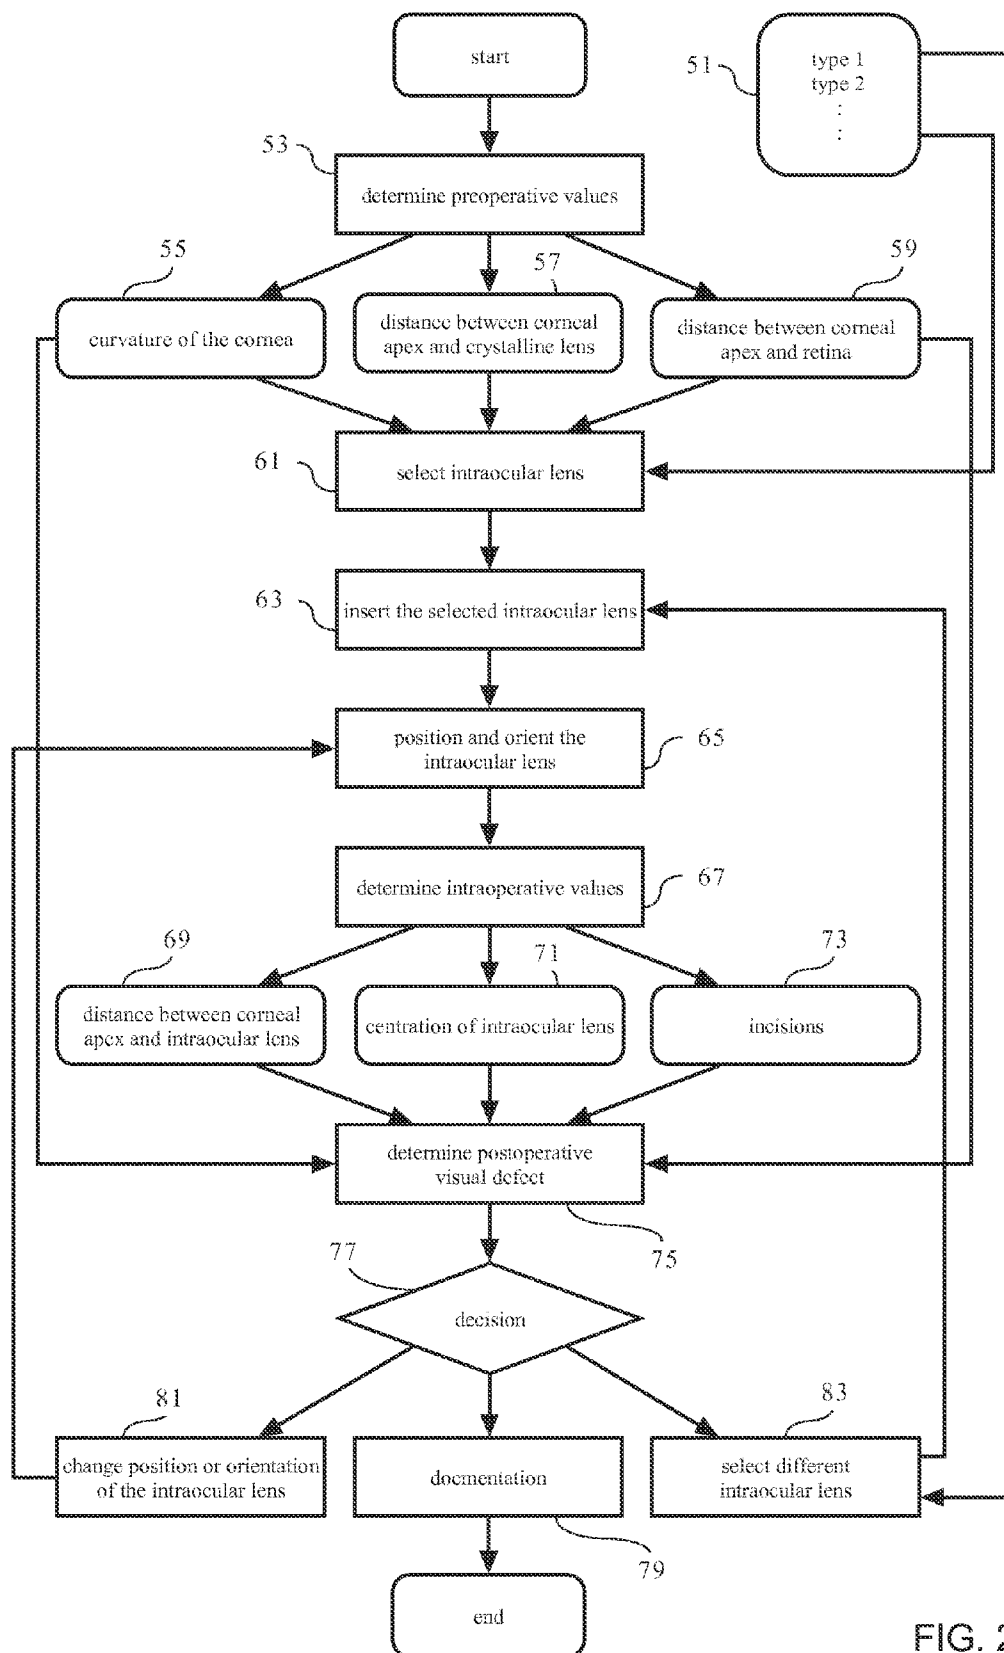 start
51
type 1
type 2
:
:
53
determine preoperative values
55
57
59
curvature of the cornea
distance between corneal
apex and crystalline lens
distance between corneal
apex and retina
61
select intraocular lens
63
insert the selected intraocular lens
position and orient the
intraocular lens
65
determine intraoperative values
67
69
71
73
distance between corneal
apex and intraocular lens
centration of intraocular lens
incisions
determine postoperative
visual defect
75
77
decision
81
83
change position or orientation
of the intraocular lens
docmentation
select different
intraocular lens
79
end
FIG.